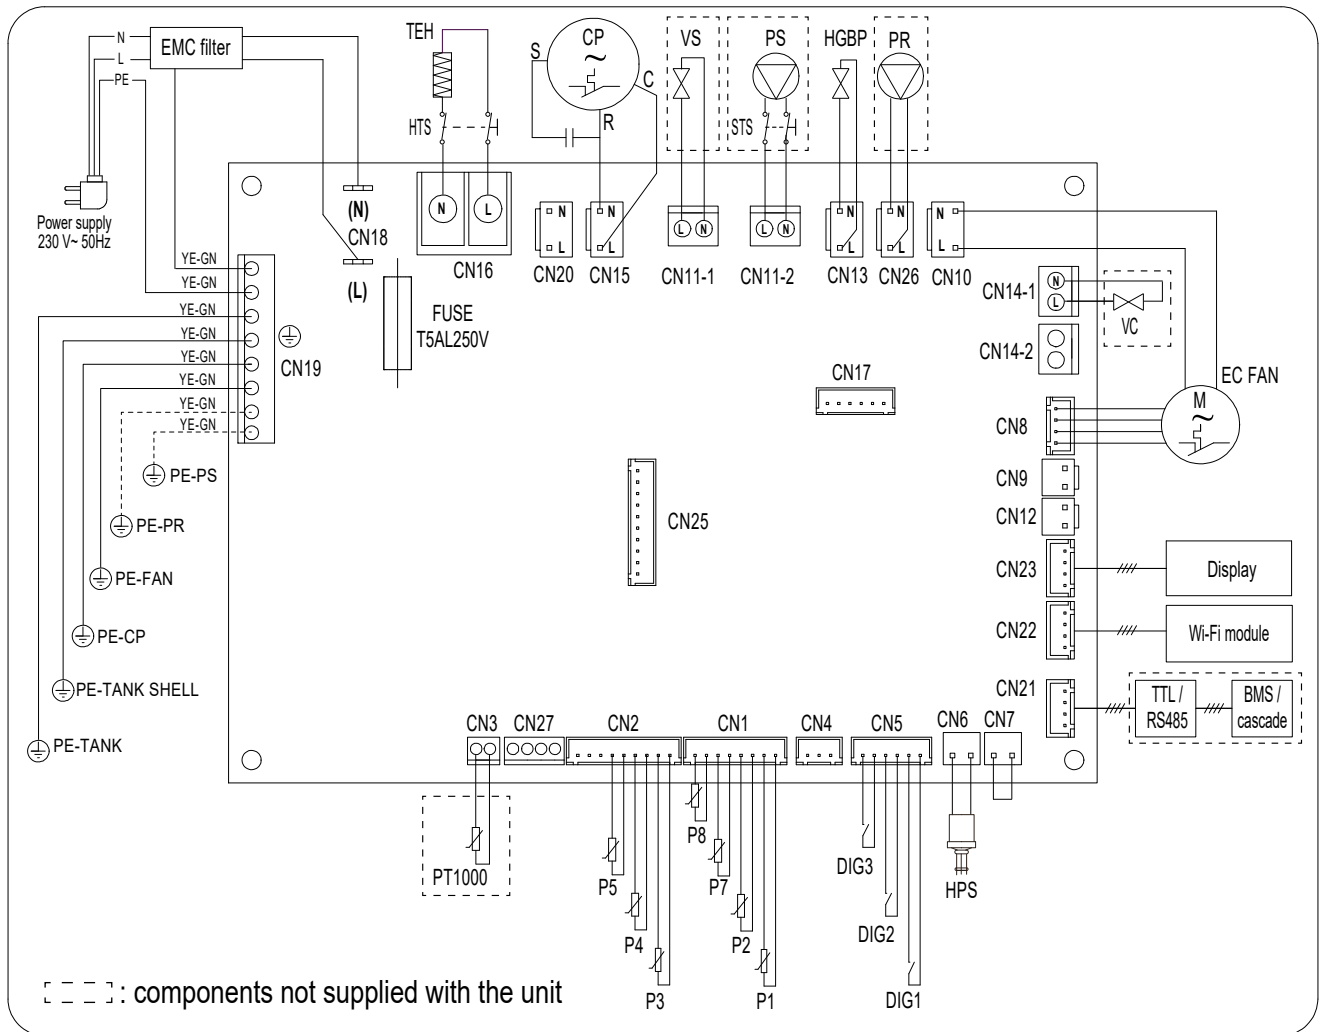 N
L
PE
EMC filter
Power supply
230 V~ 50Hz
TEH
HTS
S
CP
~
C
R
VS
PS
STS
HGBP
PR
(N)
CN18
(L)
N
L
CN16
N
L
CN20
N
L
CN15
L N
CN11-1
L N
CN11-2
N
L
CN13
N
L
CN26
N
L
CN10
FUSE
T5AL250V
YE-GN
YE-GN
YE-GN
YE-GN
YE-GN
YE-GN
YE-GN
YE-GN
CN19
CN14-1
N
L
VC
CN14-2
EC FAN
M
~
CN17
CN8
CN9
CN12
CN25
CN23
Display
CN22
Wi-Fi module
CN21
TTL /
RS485
BMS /
cascade
PE-PS
PE-PR
PE-FAN
PE-CP
PE-TANK SHELL
PE-TANK
CN3
CN27
CN2
CN1
CN4
CN5
CN6
CN7
PT1000
P5
P4
P3
P8
P7
P2
P1
DIG3
DIG2
DIG1
HPS
: components not supplied with the unit